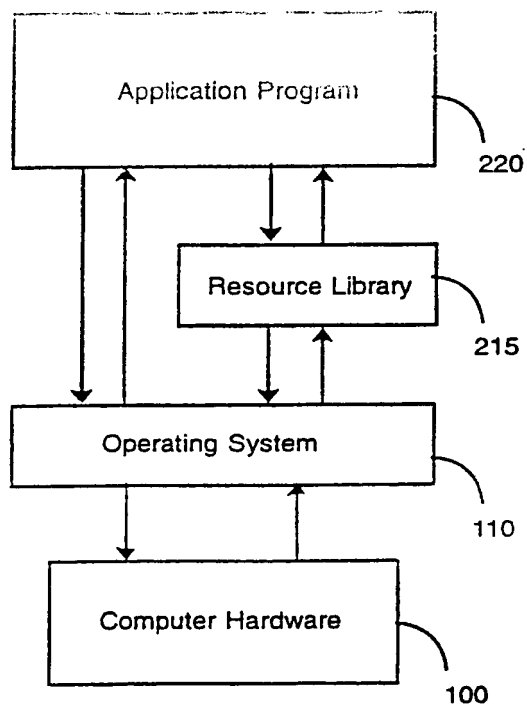 Application Program
220
Resource Library
215
Operating System
110
Computer Hardware
100